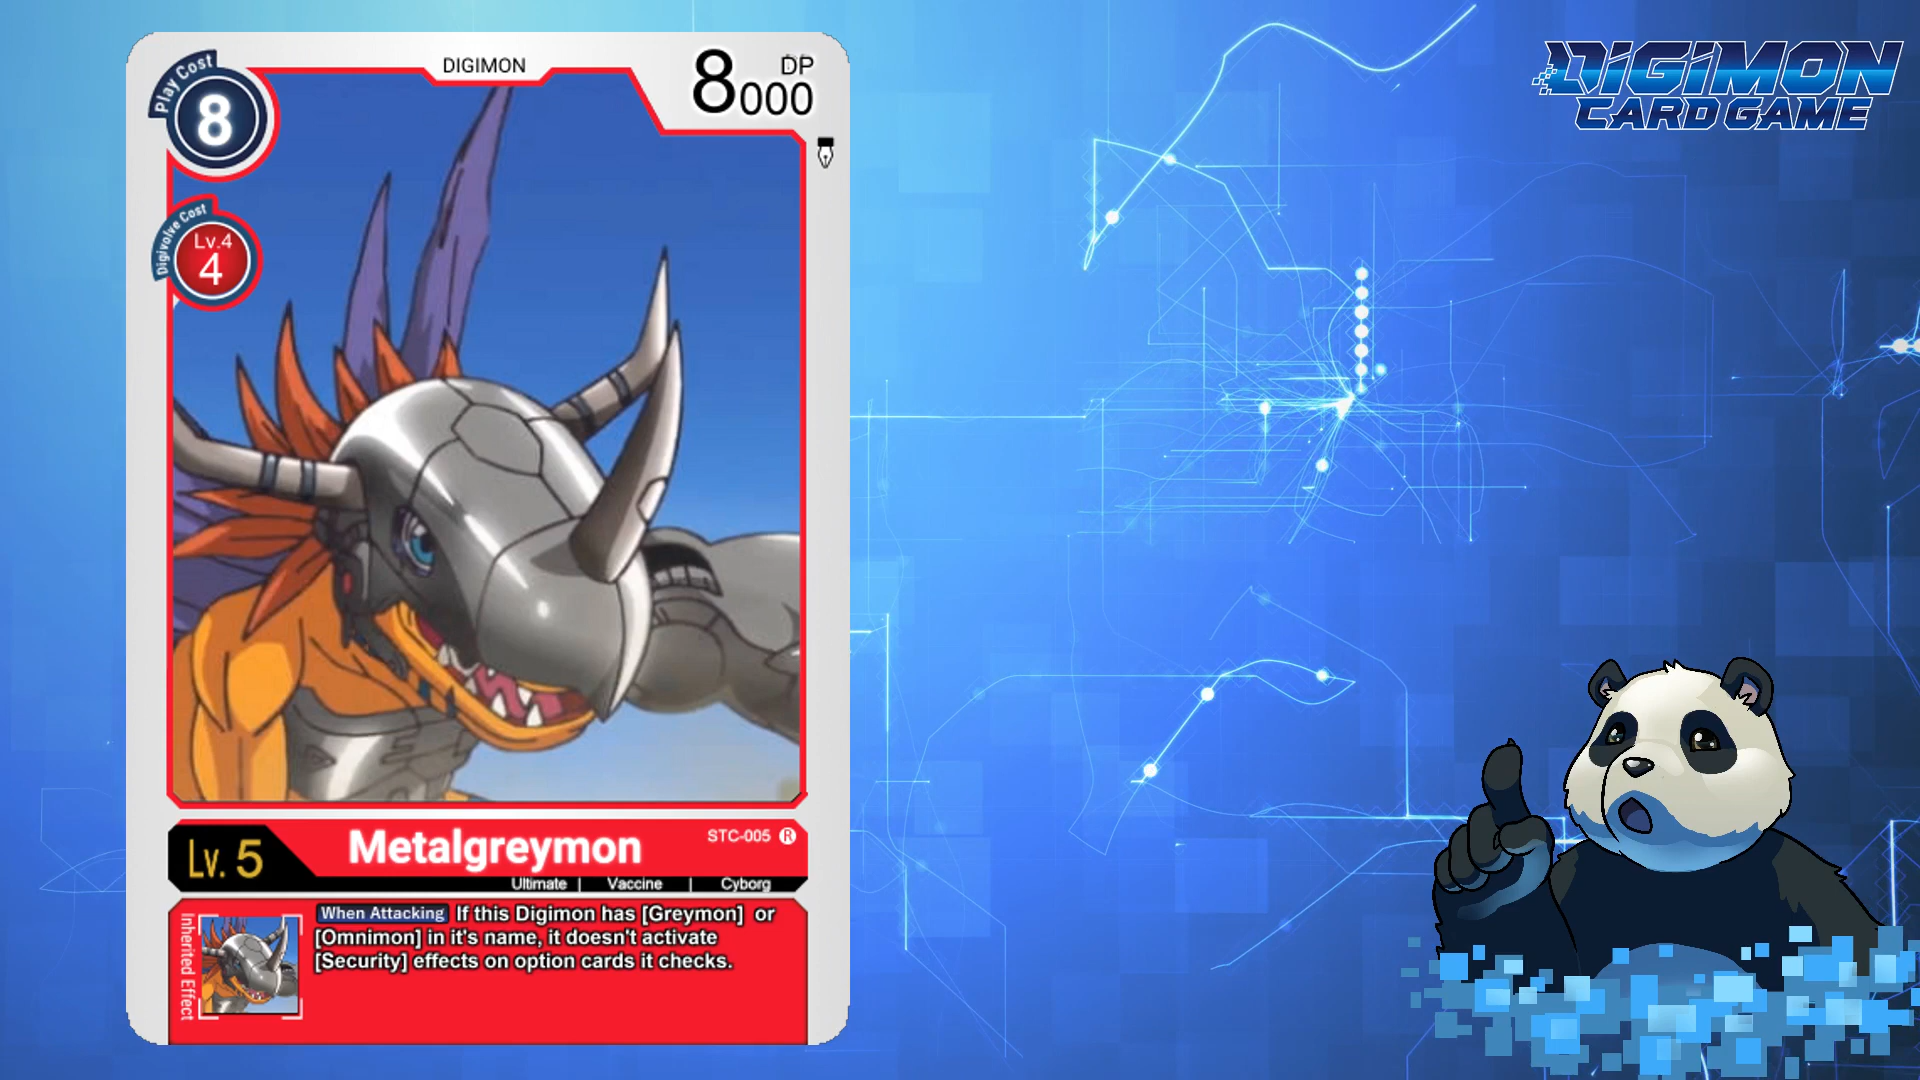 Play Cost
8
DIGIMON
DP
8000
Digivolve Cost
Lv.4
4
Lv. 5
Metalgreymon
STC-005 R
Ultimate | Vaccine | Cyborg
Inherited Effect
When Attacking If this Digimon has [Greymon] or
[Omnimon] in it's name, it doesn't activate
[Security] effects on option cards it checks.
DIGIMON
CARD GAME